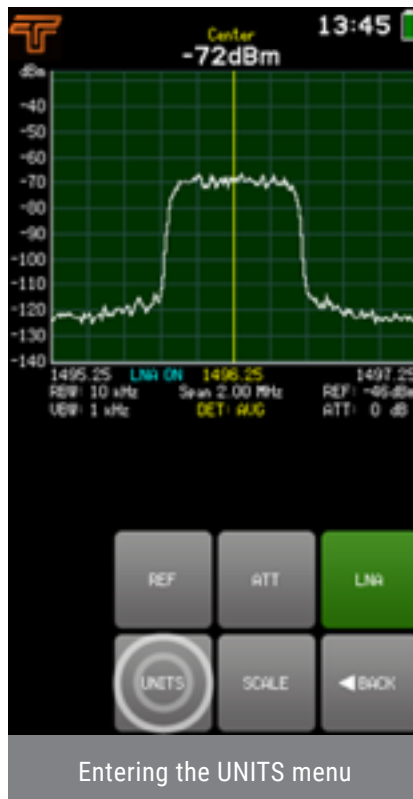 Center
13:45
-72dBm
dBm
-40
-50
-60
-70
-80
-90
-100
-110
-120
-130
-140
1495.25 LNA ON 1496.25 1497.25
RBW: 10 kHz Span 2.00 MHz REF: -46dBm
VBW: 1 kHz DET: AVG ATT: 0 dB
REF ATT LNA
UNITS SCALE ◀BACK
Entering the UNITS menu